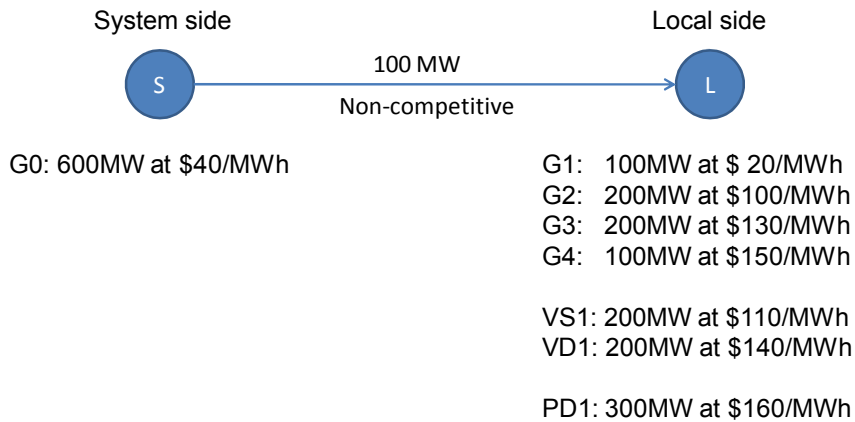 System side
Local side
100 MW
S
L
Non-competitive
G0: 600MW at $40/MWh
G1: 100MW at $ 20/MWh
G2: 200MW at $100/MWh
G3: 200MW at $130/MWh
G4: 100MW at $150/MWh
VS1: 200MW at $110/MWh
VD1: 200MW at $140/MWh
PD1: 300MW at $160/MWh